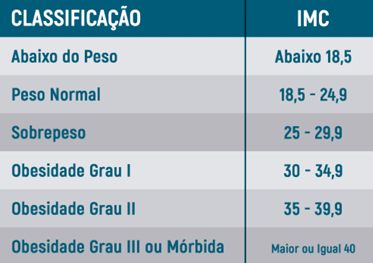 CLASSIFICAÇÃO IMC
Abaixo do Peso Abaixo 18,5
Peso Normal 18,5 - 24,9
Sobrepeso 25 - 29,9
Obesidade Grau I 30 - 34,9
Obesidade Grau II 35 - 39,9
Obesidade Grau III ou Mórbida Maior ou Igual 40